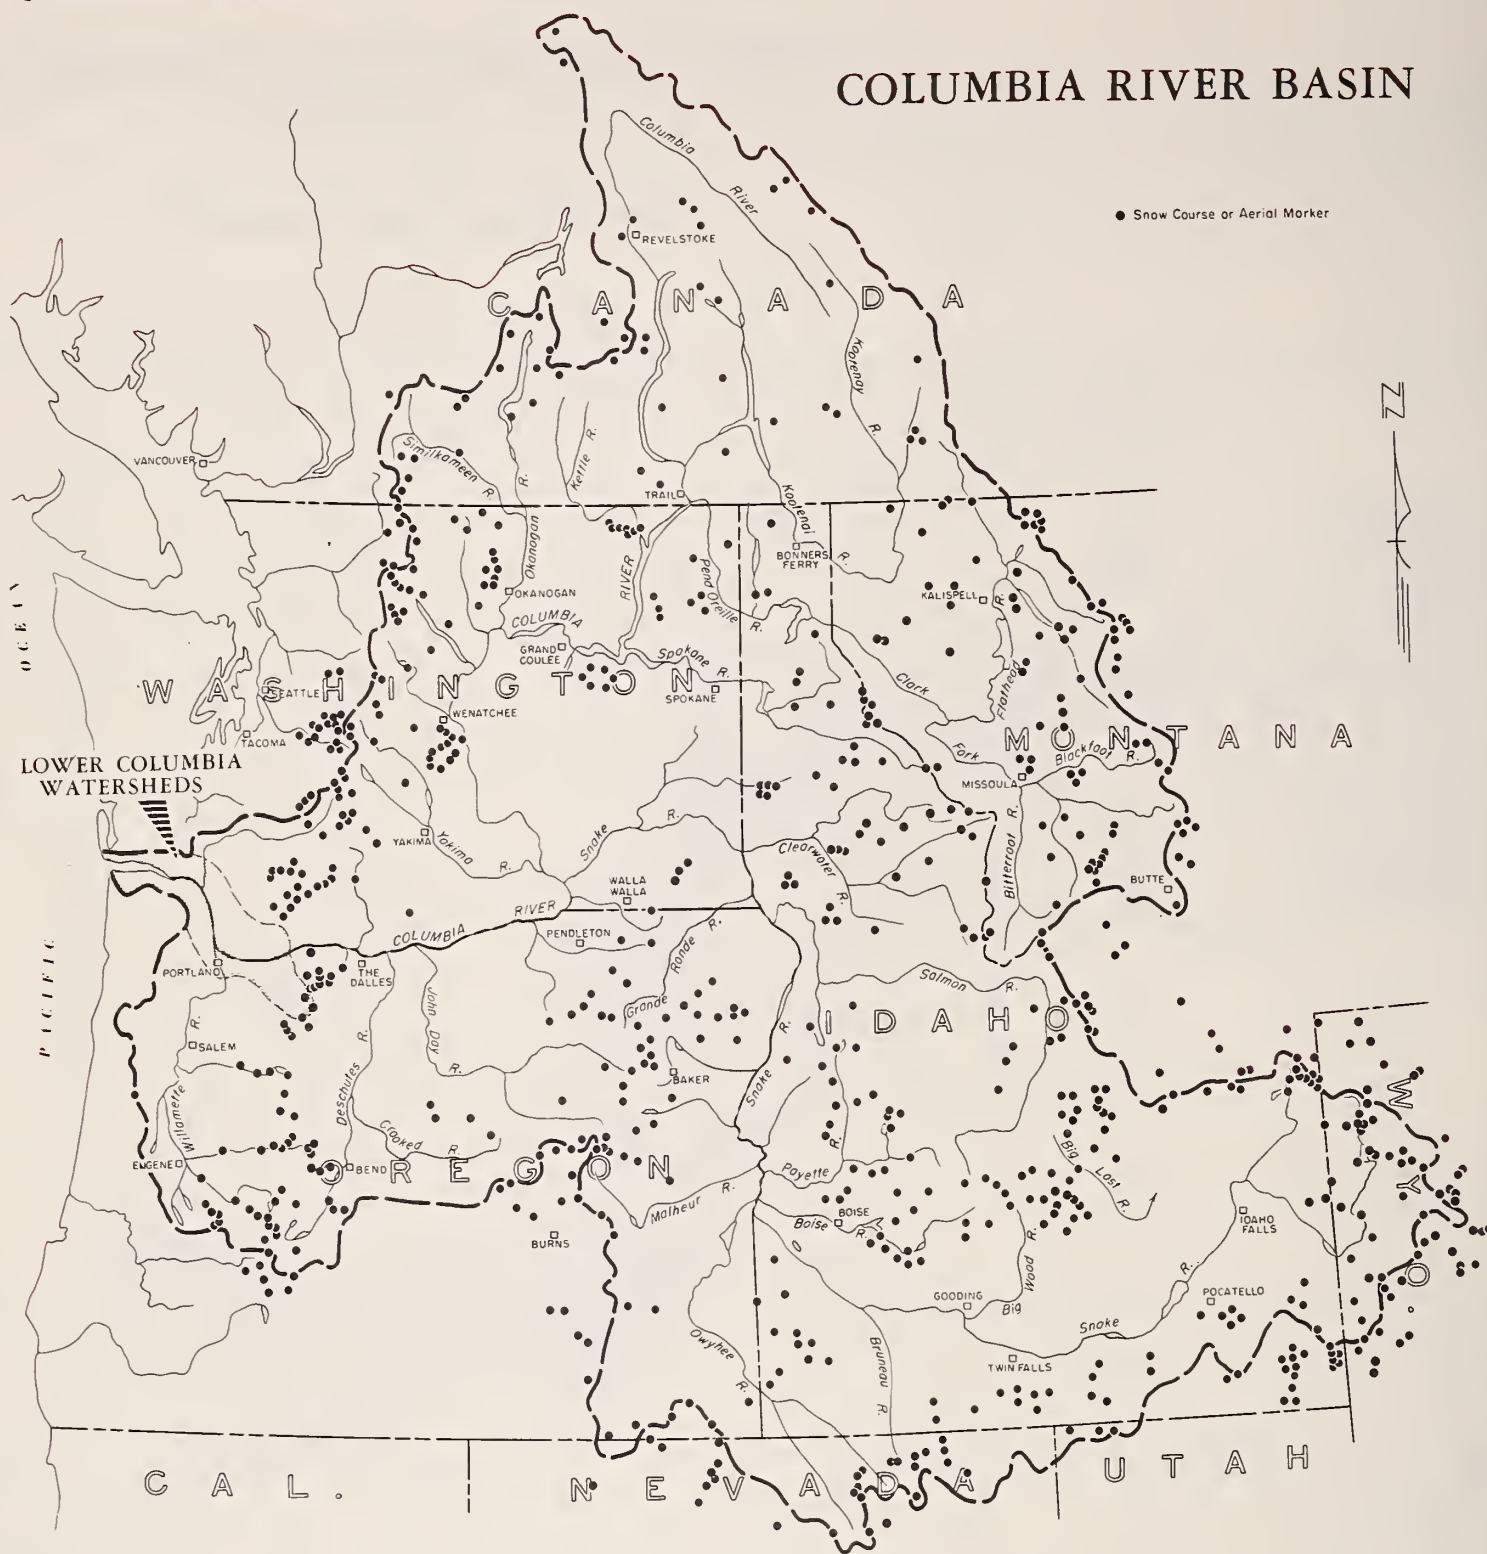 COLUMBIA RIVER BASIN
Snow Course or Aerial Marker
Columbia
River
REVELSTOKE
C A N A D A
Kootenay
R.
N
VANCOUVER
Similkameen
R.
R.
Kettle R.
TRAIL
Kootenai
R.
BONNERS
FERRY
Okanogan
OKANOGAN
COLUMBIA
RIVER
Pend Oreille
R.
KALISPELL
R.
Flathead
GRAND
COULEE
Spokane
R.
SPOKANE
Clark
Fork
OCEAN
PACIFIC
W A S H I N G T O N
SEATTLE
TACOMA
WENATCHEE
M O N T A N A
Blackfoot
R.
MISSOULA
LOWER COLUMBIA
WATERSHEDS
YAKIMA
Yakima
R.
Snake
R.
Clearwater
R.
Bitterroot
R.
BUTTE
WALLA
WALLA
RIVER
COLUMBIA
PENDLETON
Grande
Ronde
R.
PORTLAND
THE
DALLES
John Day
R.
Salmon
R.
I D A H O
SALEM
R.
Willamette
Deschutes
R.
BAKER
Snake
R.
Crooked
R.
EUGENE
BEND
O R E G O N
Malheur
R.
Payette
R.
BOISE
Boise
R.
Big
Lost
R.
W Y O
IDAHO
FALLS
BURNS
Big
Wood
R.
GOODING
POCATELLO
Snake
R.
TWIN FALLS
Owyhee
R.
Bruneau
R.
C A L .
N E V A D A
U T A H